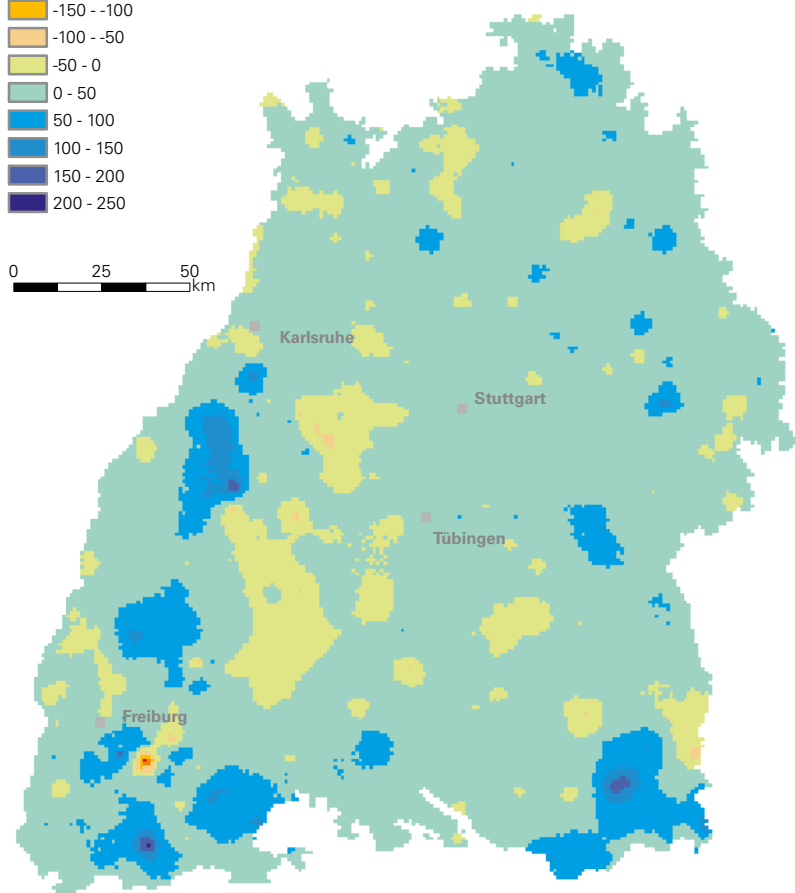 -150 - -100
-100 - -50
-50 - 0
0 - 50
50 - 100
100 - 150
150 - 200
200 - 250
0 25 50
km
Karlsruhe
Stuttgart
Tübingen
Freiburg